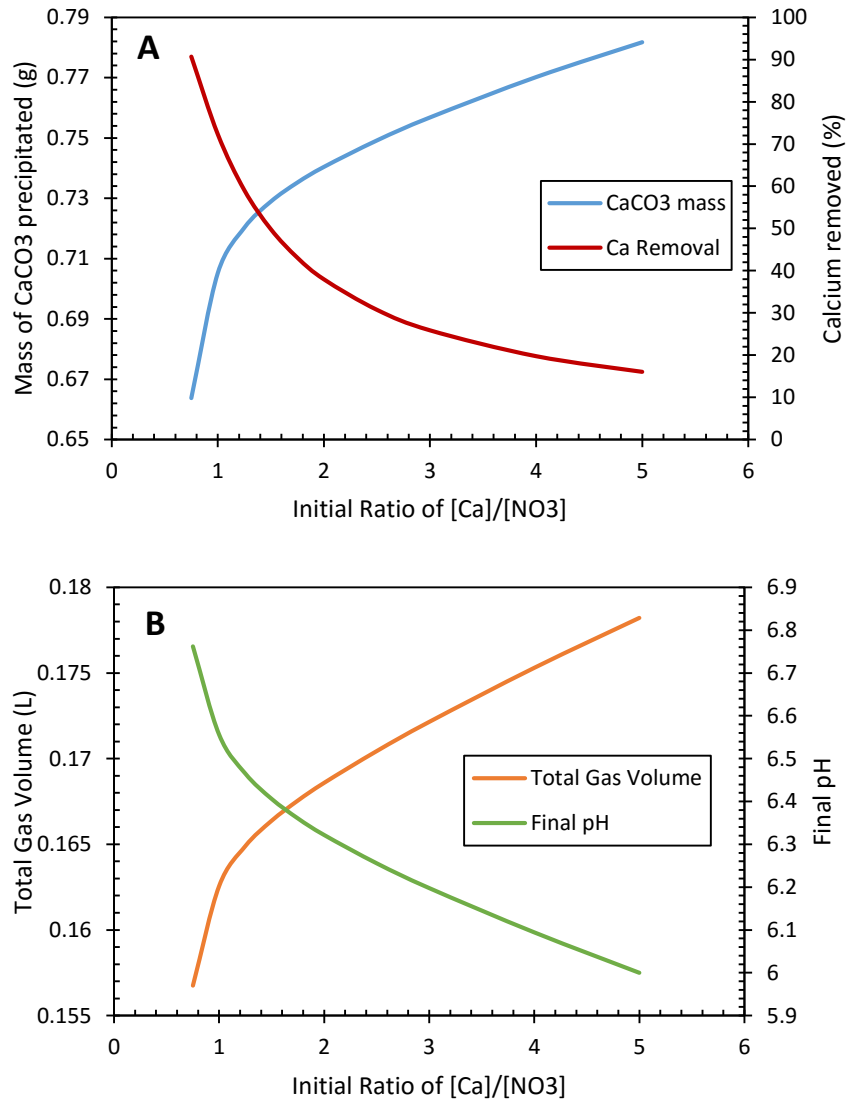 A
Mass of CaCO3 precipitated (g)
0.79
0.77
0.75
0.73
0.71
0.69
0.67
0.65
100
90
80
70
60
50
40
30
20
10
0
Calcium removed (%)
CaCO3 mass
Ca Removal
0 1 2 3 4 5 6
Initial Ratio of [Ca]/[NO3]
B
Total Gas Volume (L)
0.18
0.175
0.17
0.165
0.16
0.155
6.9
6.8
6.7
6.6
6.5
6.4
6.3
6.2
6.1
6
5.9
Final pH
Total Gas Volume
Final pH
0 1 2 3 4 5 6
Initial Ratio of [Ca]/[NO3]